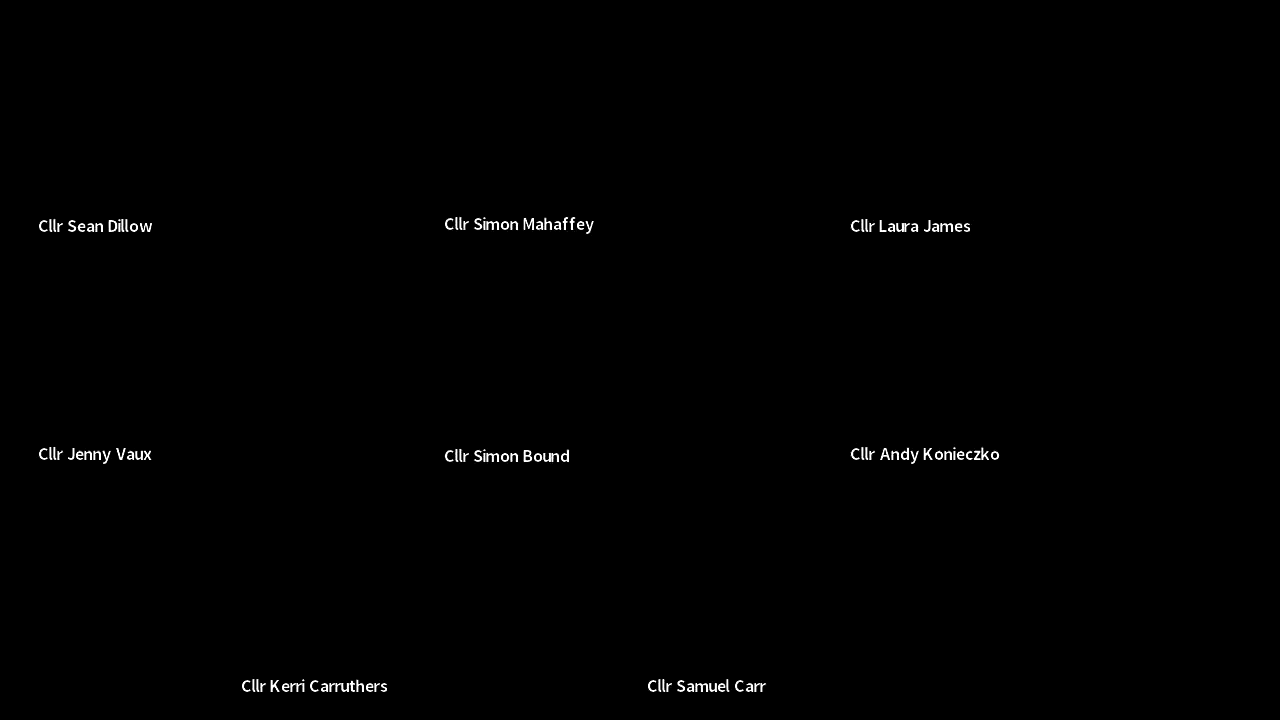 Cllr Sean Dillow
Cllr Simon Mahaffey
Cllr Laura James
Cllr Jenny Vaux
Cllr Simon Bound
Cllr Andy Konieczko
Cllr Kerri Carruthers
Cllr Samuel Carr